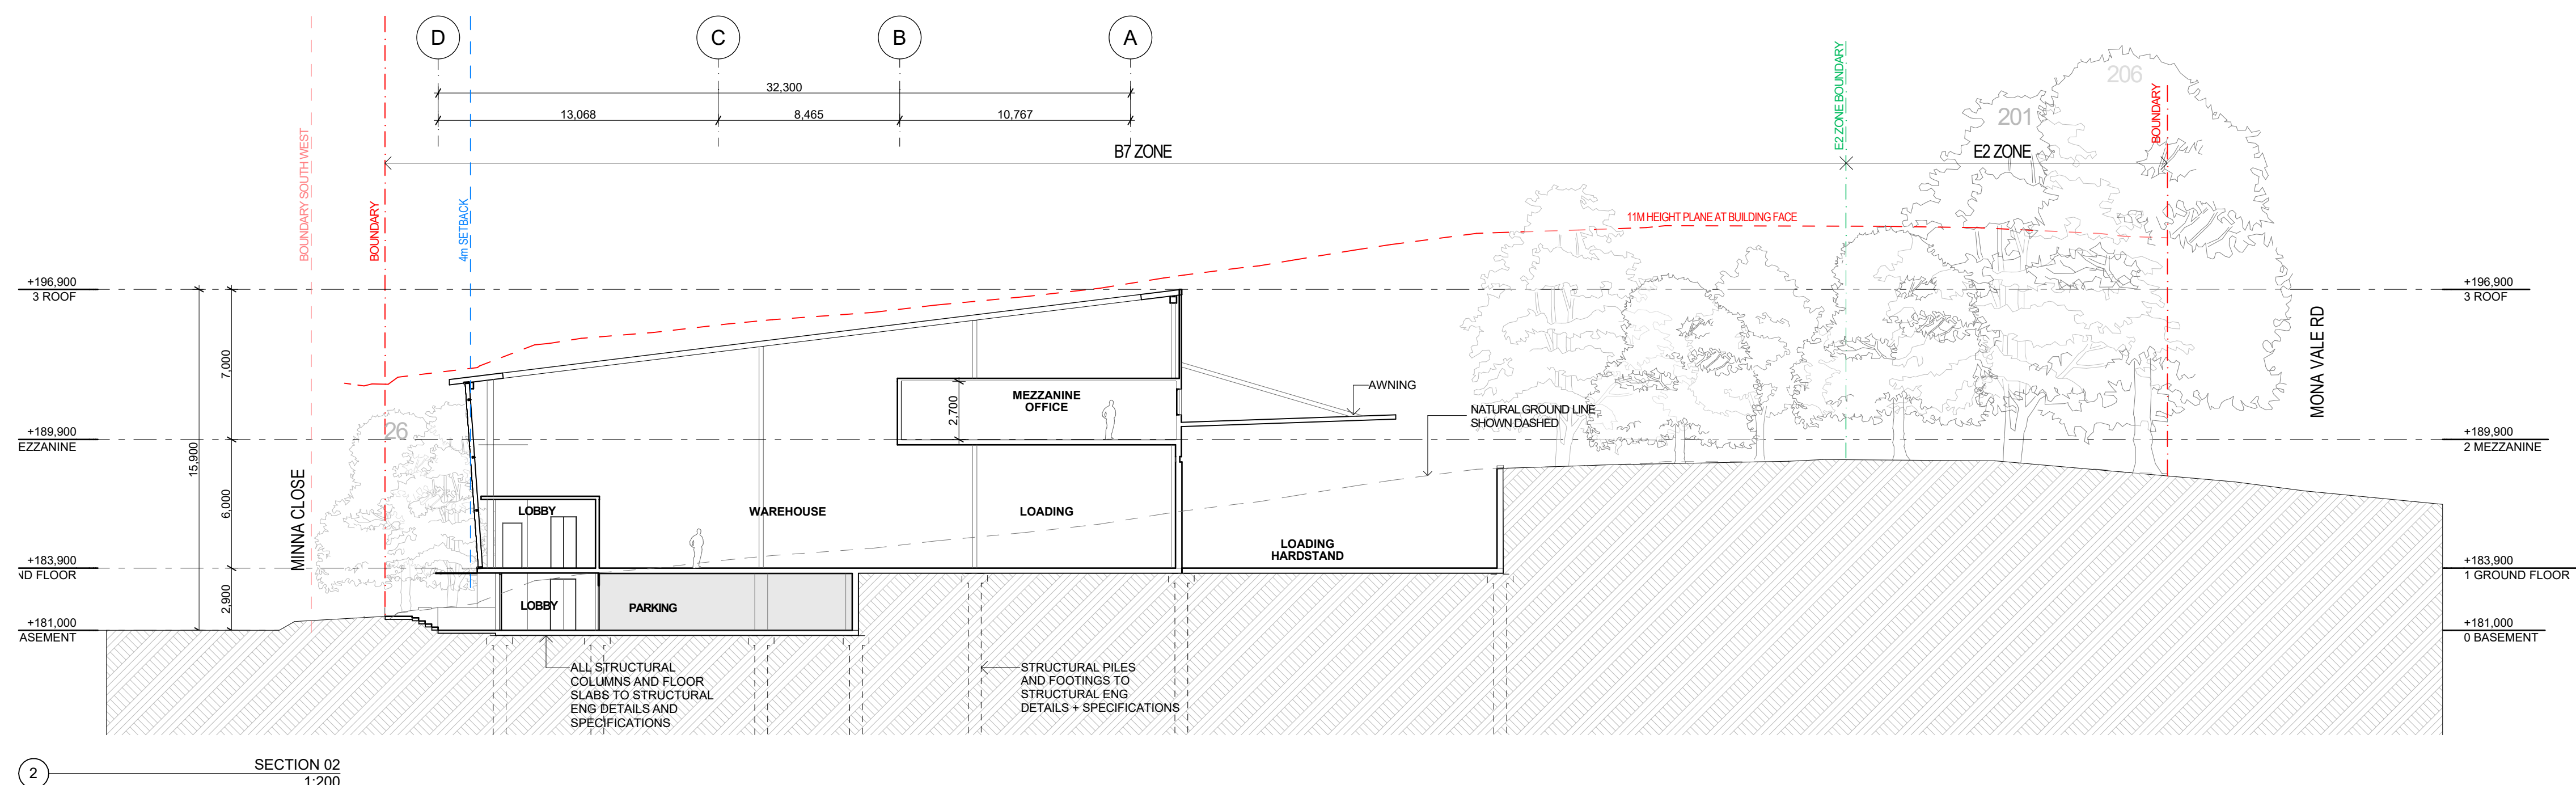 D
C
B
A
32,300
13,068
8,465
10,767
B7 ZONE
E2 ZONE
BOUNDARY SOUTH WEST
BOUNDARY
4m SETBACK
E2 ZONE BOUNDARY
BOUNDARY
201
206
11M HEIGHT PLANE AT BUILDING FACE
+196,900
3 ROOF
+196,900
3 ROOF
7,000
15,900
6,000
2,900
26
2,700
MEZZANINE
OFFICE
AWNING
NATURAL GROUND LINE
SHOWN DASHED
MONA VALE RD
+189,900
EZZANINE
+189,900
2 MEZZANINE
MINNA CLOSE
LOBBY
WAREHOUSE
LOADING
LOADING
HARDSTAND
+183,900
ND FLOOR
+183,900
1 GROUND FLOOR
LOBBY
PARKING
+181,000
ASEMENT
+181,000
0 BASEMENT
ALL STRUCTURAL
COLUMNS AND FLOOR
SLABS TO STRUCTURAL
ENG DETAILS AND
SPECIFICATIONS
STRUCTURAL PILES
AND FOOTINGS TO
STRUCTURAL ENG
DETAILS + SPECIFICATIONS
2
SECTION 02
1:200